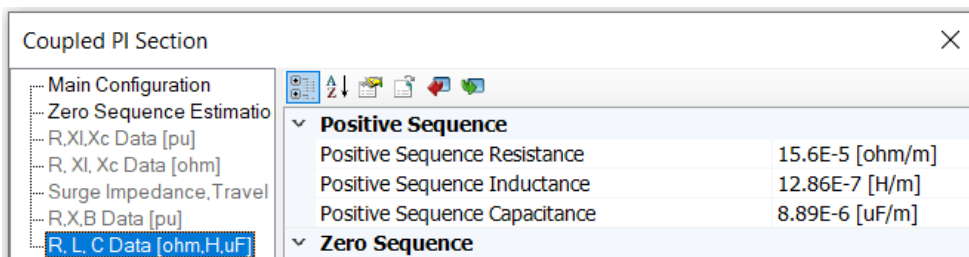 Coupled PI Section
Main Configuration
Zero Sequence Estimatio
R,Xl,Xc Data [pu]
R, Xl, Xc Data [ohm]
Surge Impedance,Travel
R,X,B Data [pu]
R, L, C Data [ohm,H,uF]
Positive Sequence
Positive Sequence Resistance 15.6E-5 [ohm/m]
Positive Sequence Inductance 12.86E-7 [H/m]
Positive Sequence Capacitance 8.89E-6 [uF/m]
Zero Sequence